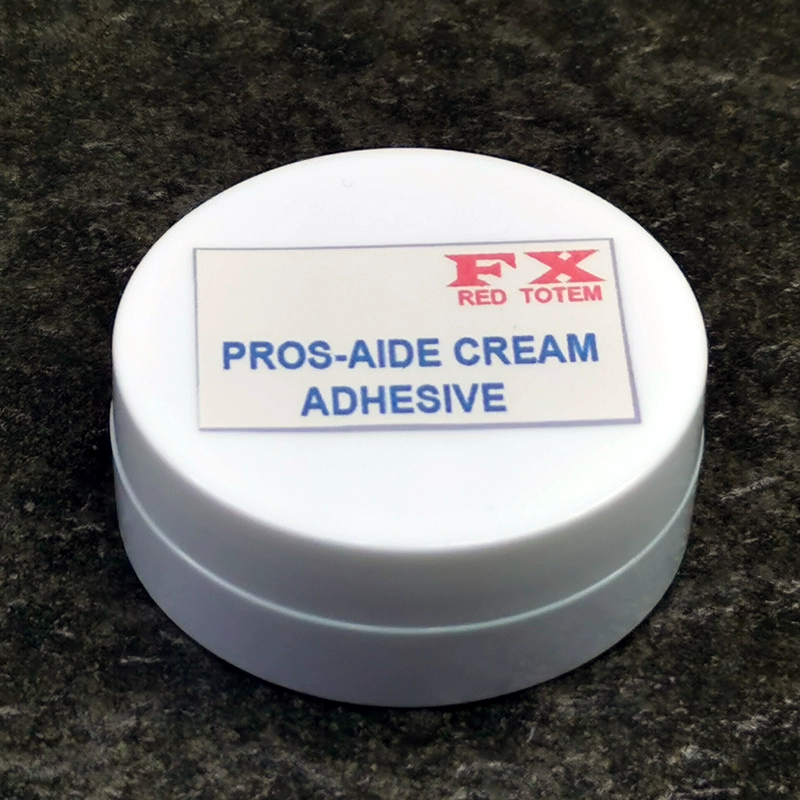 FX
RED TOTEM
PROS-AIDE CREAM
ADHESIVE